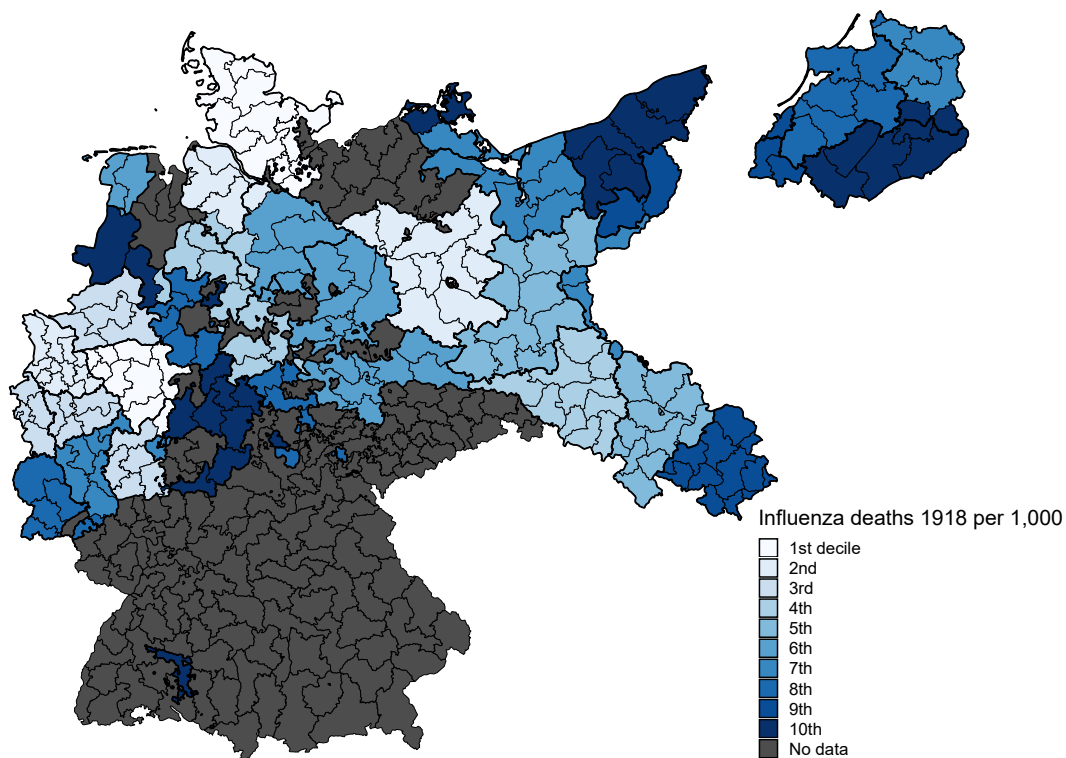 Influenza deaths 1918 per 1,000
1st decile
2nd
3rd
4th
5th
6th
7th
8th
9th
10th
No data